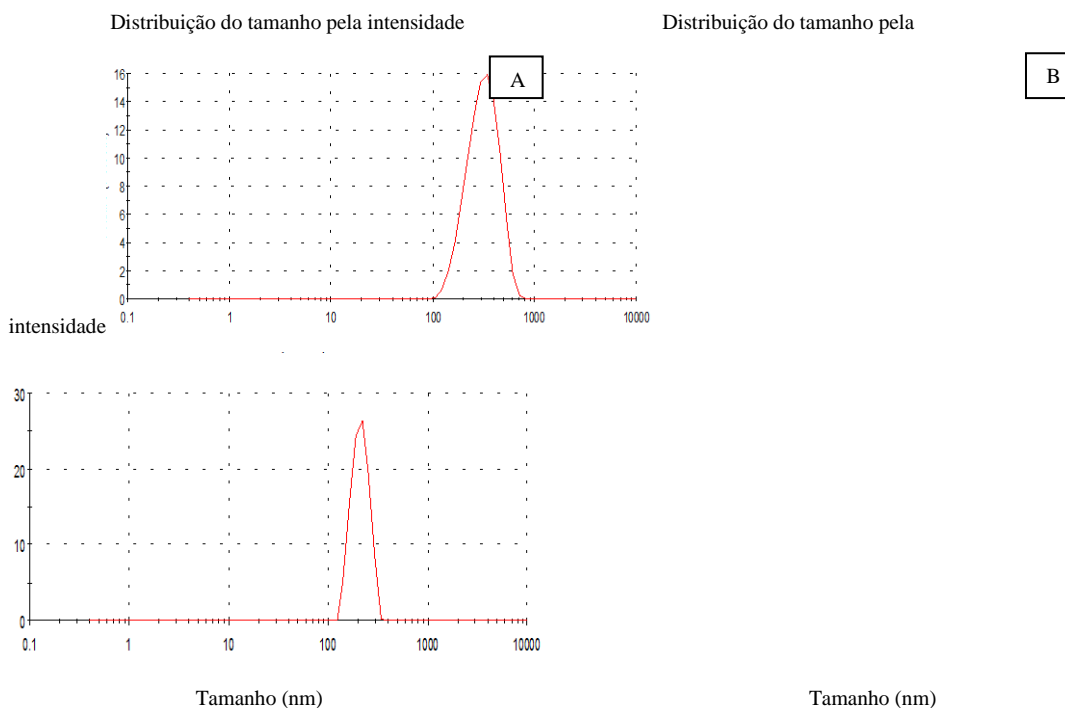 Distribuição do tamanho pela intensidade Distribuição do tamanho pela
A
B
16
14
12
10
8
6
4
2
0
0.1 1 10 100 1000 10000
intensidade
30
20
10
0
0.1 1 10 100 1000 10000
Tamanho (nm) Tamanho (nm)